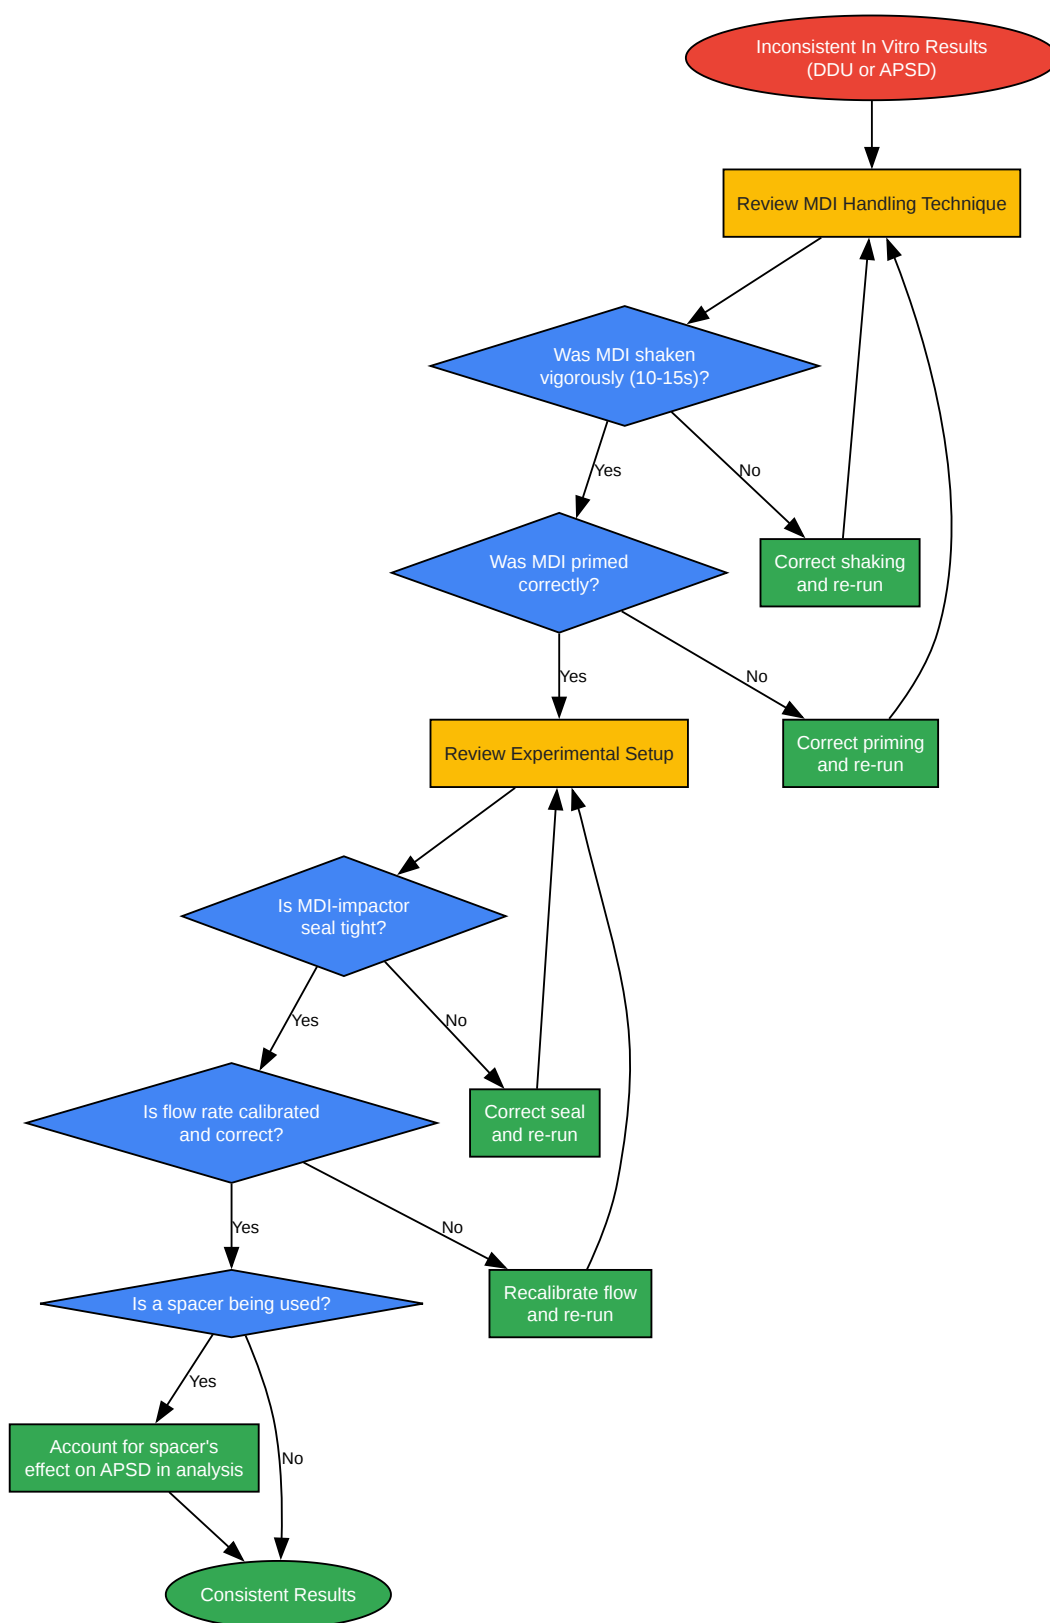 Inconsistent In Vitro Results
(DDU or APSD)
Review MDI Handling Technique
Was MDI shaken
vigorously (10-15s)?
Yes
No
Was MDI primed
correctly?
Correct shaking
and re-run
Yes
No
Review Experimental Setup
Correct priming
and re-run
Is MDI-impactor
seal tight?
Yes
No
Is flow rate calibrated
and correct?
Correct seal
and re-run
Yes
No
Is a spacer being used?
Recalibrate flow
and re-run
Yes
No
Account for spacer's
effect on APSD in analysis
Consistent Results